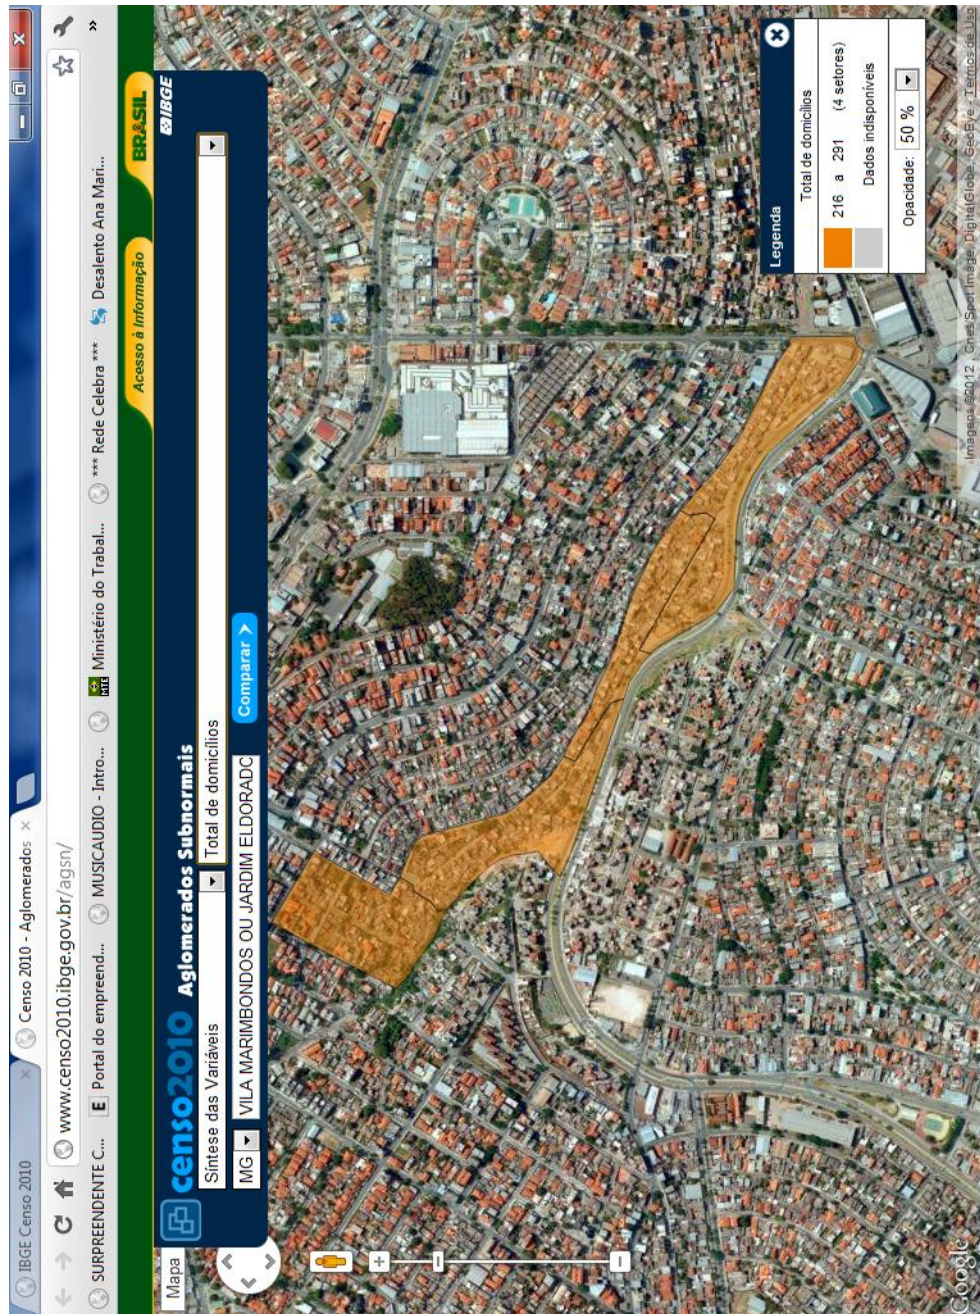 IBGE Censo 2010
Censo 2010 - Aglomerados
www.censo2010.ibge.gov.br/agsn/
SURPREENDENTE C...
E Portal do empreend...
MUSICAUDIO - Intro...
MTE Ministério do Trabal...
*** Rede Celebra ***
Desalento Ana Mari...
»
Acesso à Informação
BRASIL
censo2010 Aglomerados Subnormais
IBGE
Síntese das Variáveis
Total de domicílios
MG
VILA MARIMBONDOS OU JARDIM ELDORADO
Comparar >
Mapa
Legenda
Total de domicílios
216 a 291 (4 setores)
Dados indisponíveis
Opacidade: 50 %
Google
Imagens ©2012, Cnes/Spot Image, DigitalGlobe, GeoEye - Termos de Uso